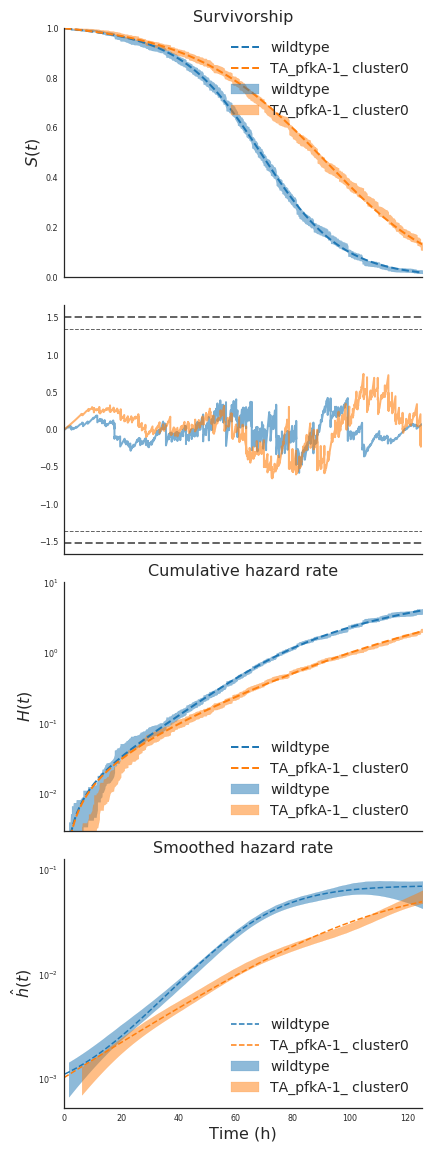 Survivorship
1.0
0.8
0.6
0.4
0.2
0.0
S(t)
wildtype
TA_pfkA-1_ cluster0
wildtype
TA_pfkA-1_ cluster0
1.5
1.0
0.5
0.0
−0.5
−1.0
−1.5
Cumulative hazard rate
10¹
10⁰
10⁻¹
10⁻²
H(t)
wildtype
TA_pfkA-1_ cluster0
wildtype
TA_pfkA-1_ cluster0
Smoothed hazard rate
10⁻¹
10⁻²
10⁻³
ĥ(t)
wildtype
TA_pfkA-1_ cluster0
wildtype
TA_pfkA-1_ cluster0
0 20 40 60 80 100 120
Time (h)